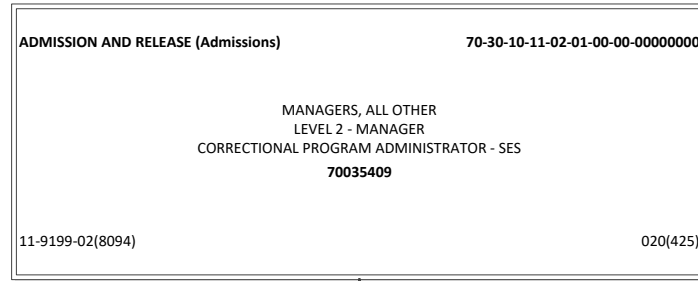 ADMISSION AND RELEASE (Admissions) 70-30-10-11-02-01-00-00-00000000
MANAGERS, ALL OTHER
LEVEL 2 - MANAGER
CORRECTIONAL PROGRAM ADMINISTRATOR - SES
70035409
11-9199-02(8094) 020(425)